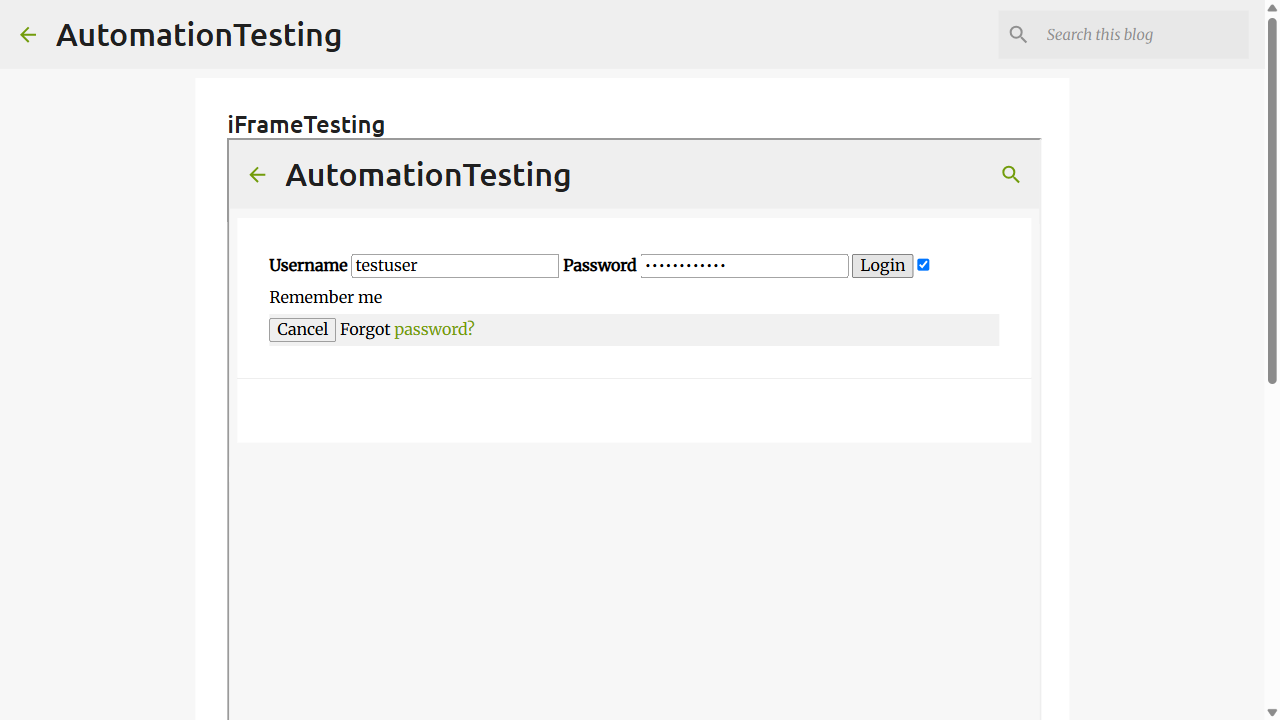 AutomationTesting
Search this blog
iFrameTesting
AutomationTesting
Username testuser Password •••••••••••• Login
Remember me
Cancel Forgot password?